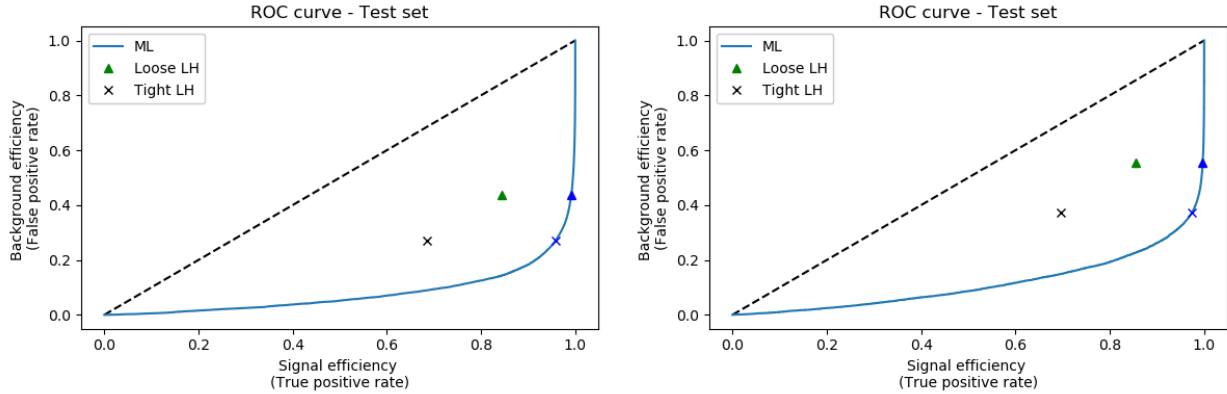 ROC curve - Test set
1.0
0.8
0.6
0.4
0.2
0.0
Background efficiency
(False positive rate)
ML
Loose LH
Tight LH
0.0 0.2 0.4 0.6 0.8 1.0
Signal efficiency
(True positive rate)
ROC curve - Test set
1.0
0.8
0.6
0.4
0.2
0.0
Background efficiency
(False positive rate)
ML
Loose LH
Tight LH
0.0 0.2 0.4 0.6 0.8 1.0
Signal efficiency
(True positive rate)